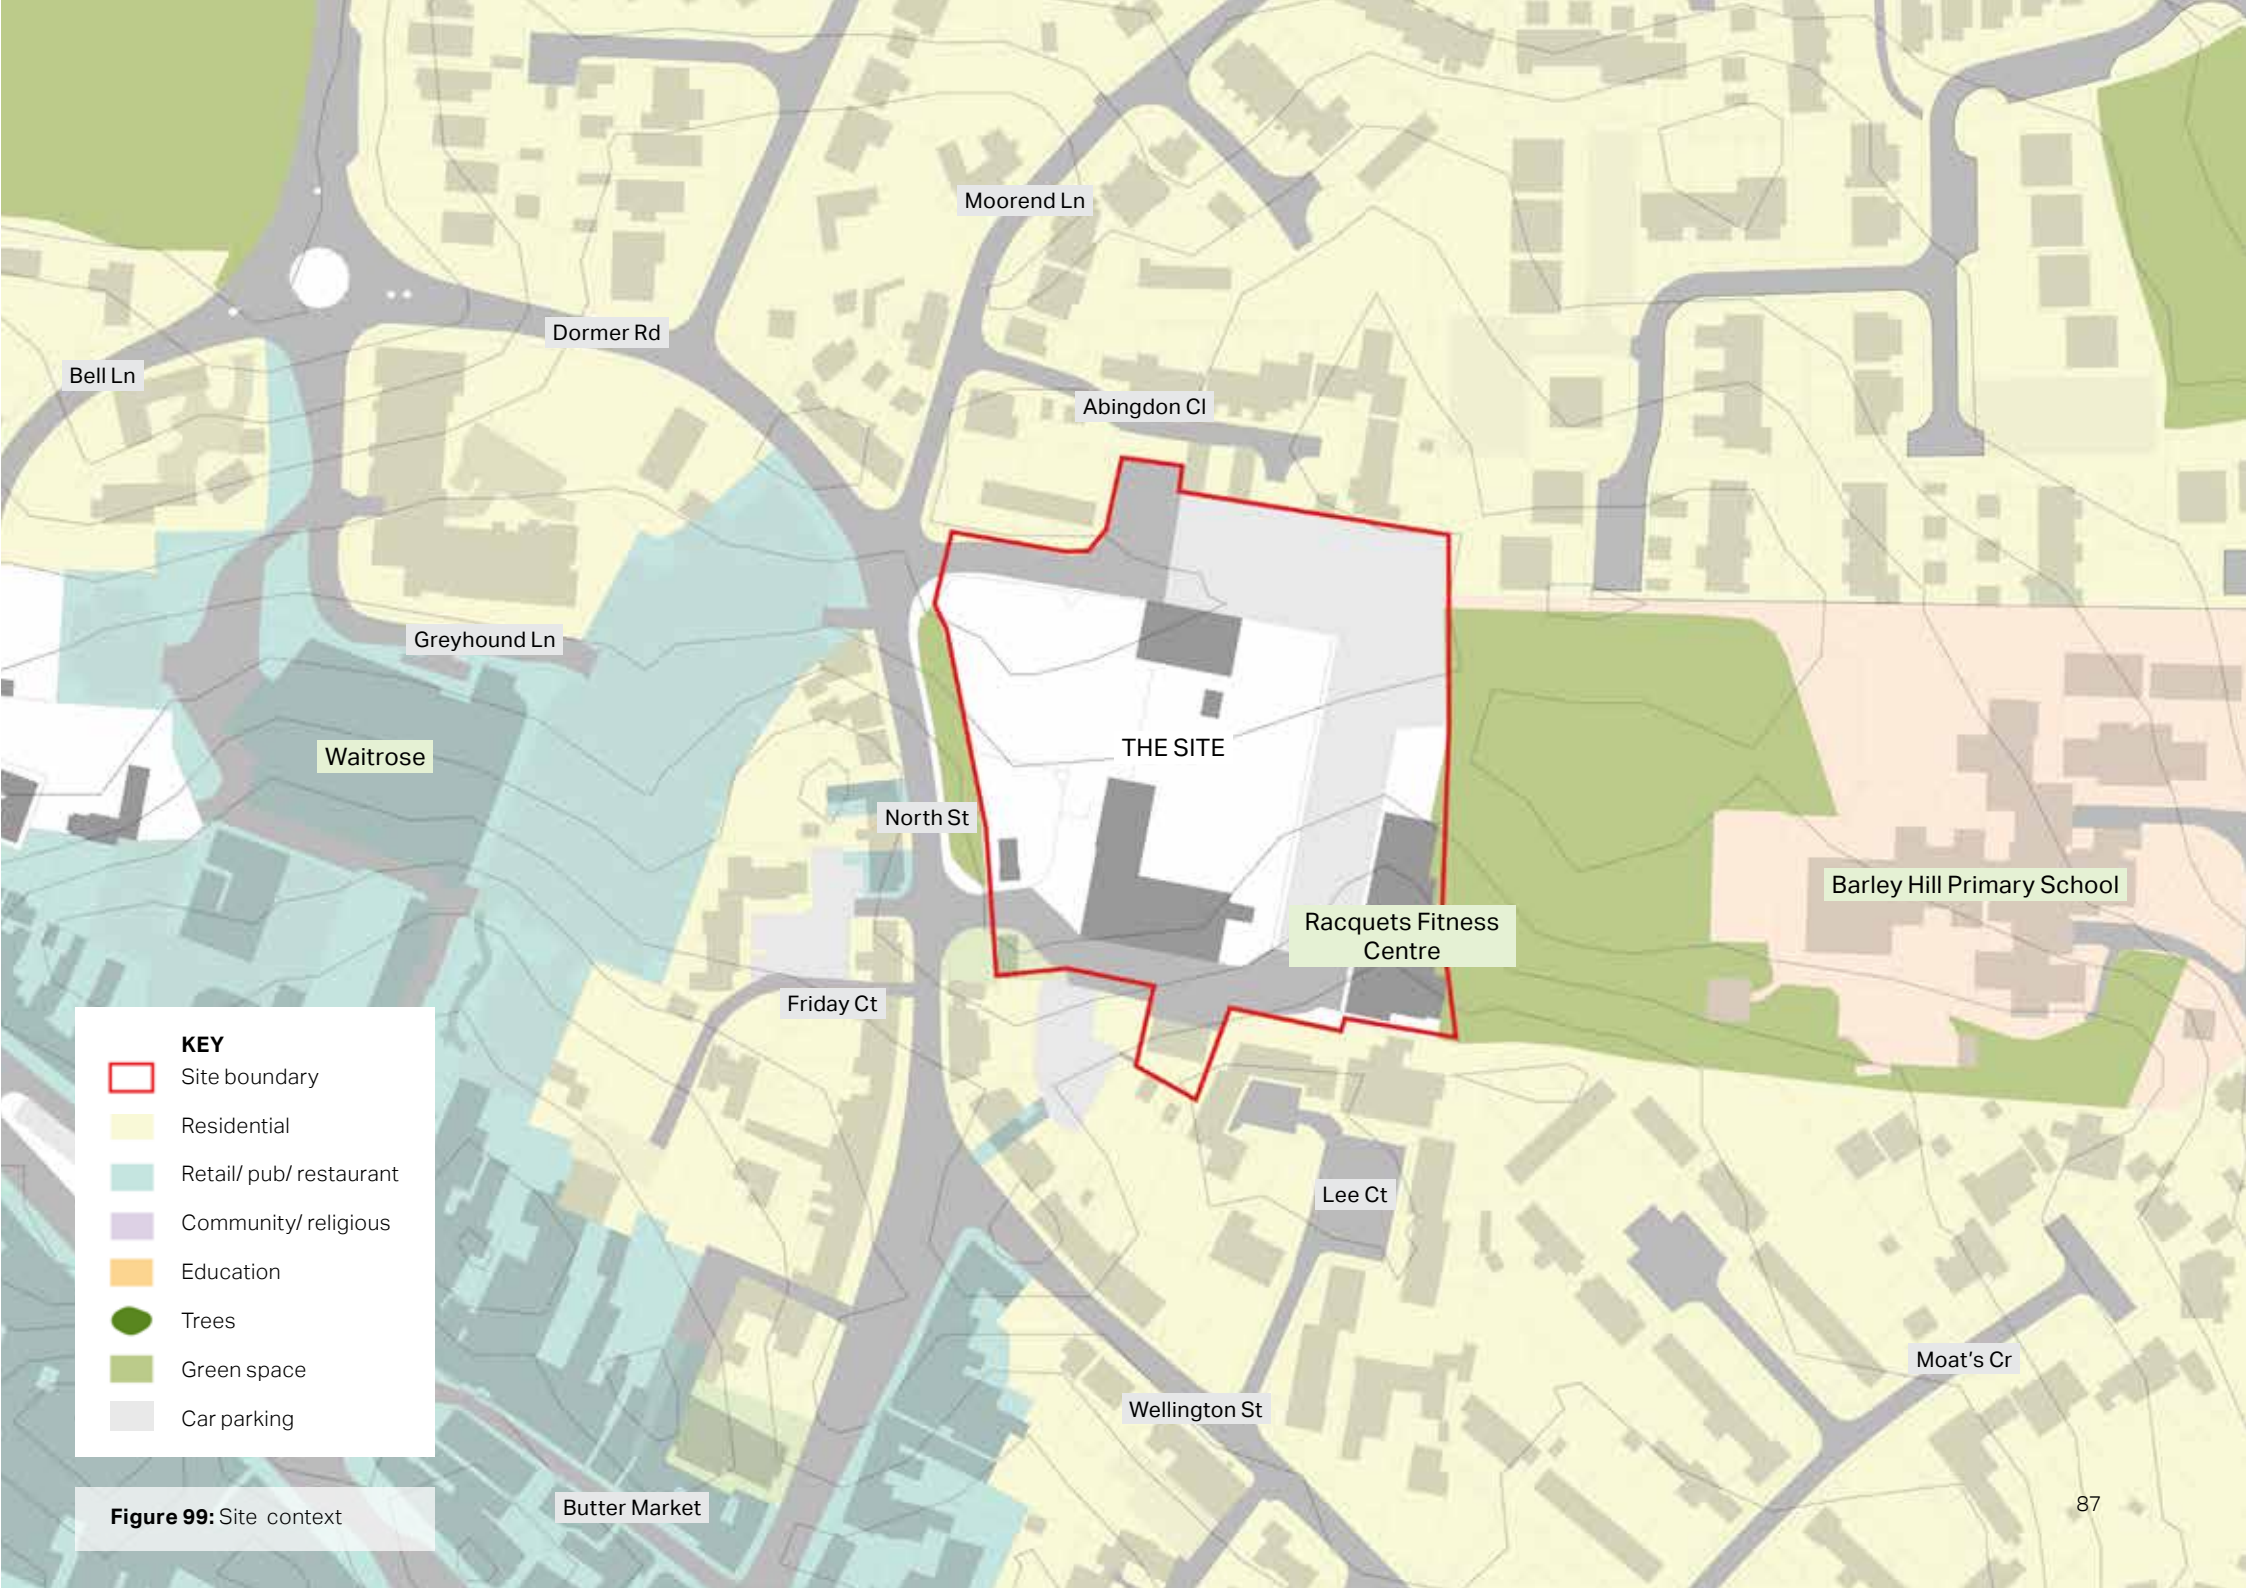 Moorend Ln
Dormer Rd
Bell Ln
Abingdon Cl
Greyhound Ln
Waitrose
THE SITE
North St
Barley Hill Primary School
Racquets Fitness
Centre
Friday Ct
KEY
Site boundary
Residential
Retail/ pub/ restaurant
Community/ religious
Education
Trees
Green space
Car parking
Lee Ct
Moat's Cr
Wellington St
Butter Market
Figure 99: Site context
87